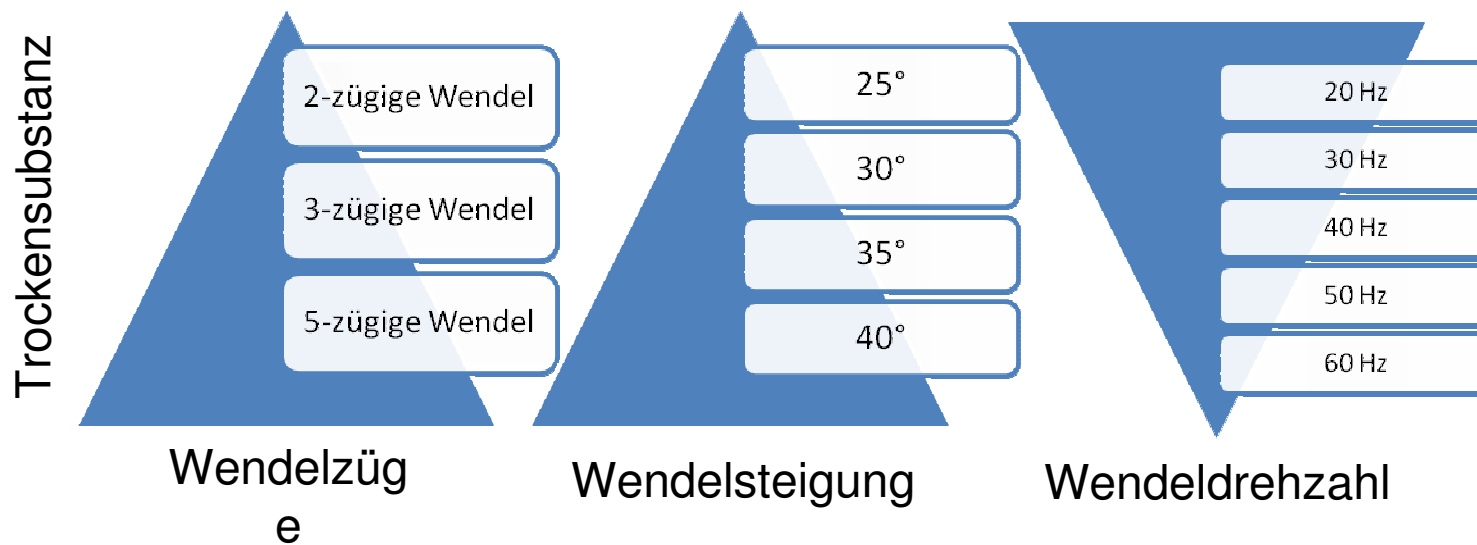 Trockensubstanz
2-zügige Wendel
3-zügige Wendel
5-zügige Wendel
Wendelzüg
e
25°
30°
35°
40°
Wendelsteigung
20 Hz
30 Hz
40 Hz
50 Hz
60 Hz
Wendeldrehzahl